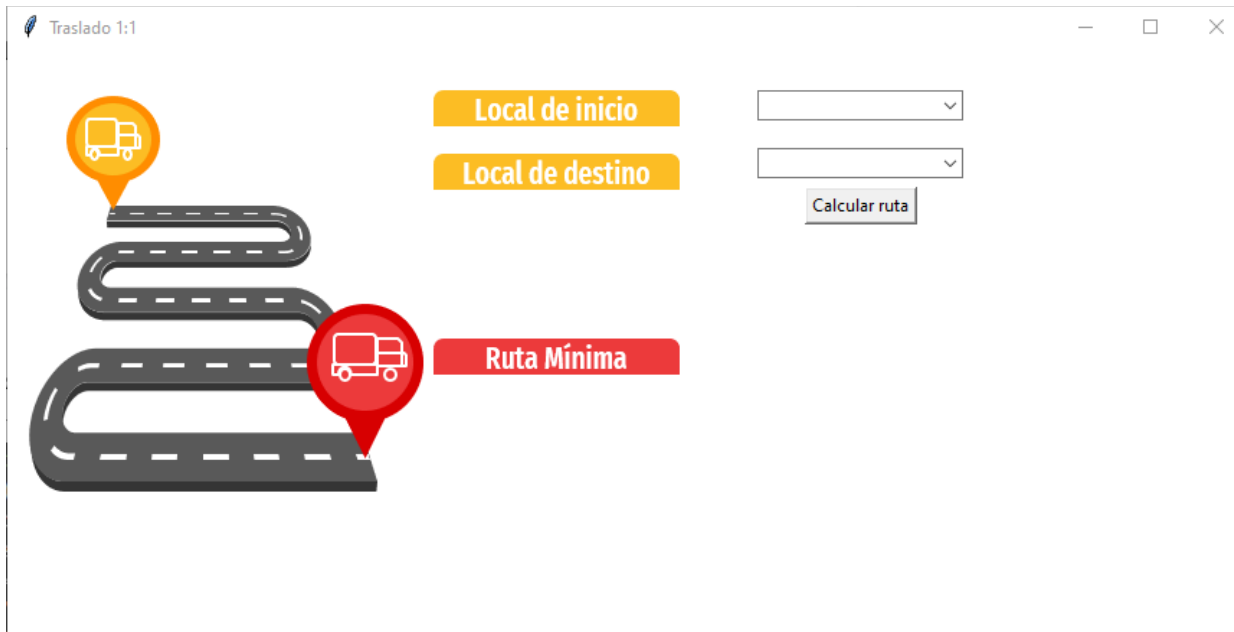 Traslado 1:1
Local de inicio
Local de destino
Calcular ruta
Ruta Mínima